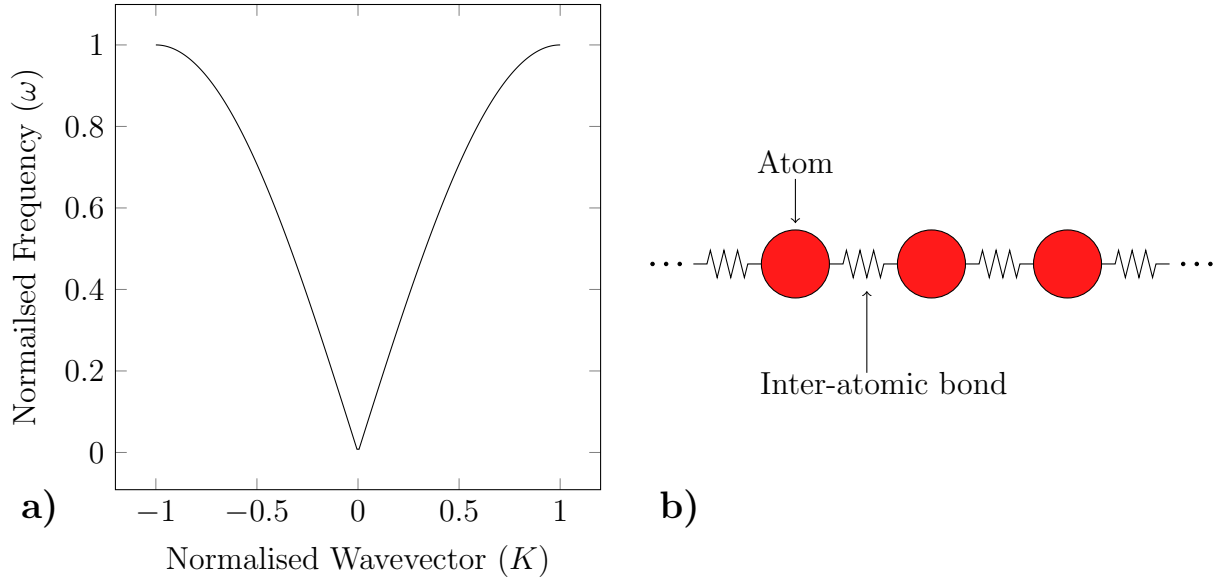 1
0.8
0.6
0.4
0.2
0
Normailsed Frequency (ω)
−1 −0.5 0 0.5 1
Normalised Wavevector (K)
a)
Atom
Inter-atomic bond
b)